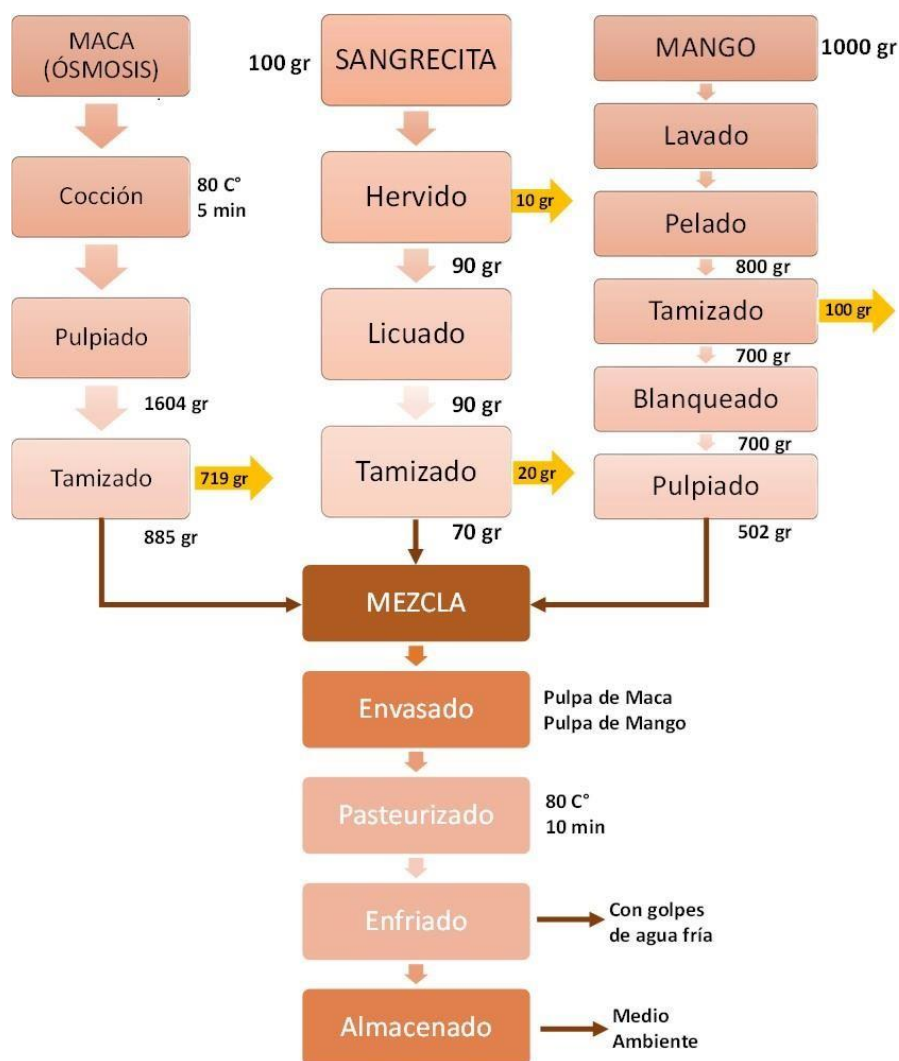 MACA
(ÓSMOSIS)
Cocción
80 C°
5 min
Pulpiado
1604 gr
Tamizado
719 gr
885 gr
100 gr
SANGRECITA
Hervido
10 gr
90 gr
Licuado
90 gr
Tamizado
20 gr
70 gr
MANGO
1000 gr
Lavado
Pelado
800 gr
Tamizado
100 gr
700 gr
Blanqueado
700 gr
Pulpiado
502 gr
MEZCLA
Envasado
Pulpa de Maca
Pulpa de Mango
Pasteurizado
80 C°
10 min
Enfriado
Con golpes
de agua fría
Almacenado
Medio
Ambiente